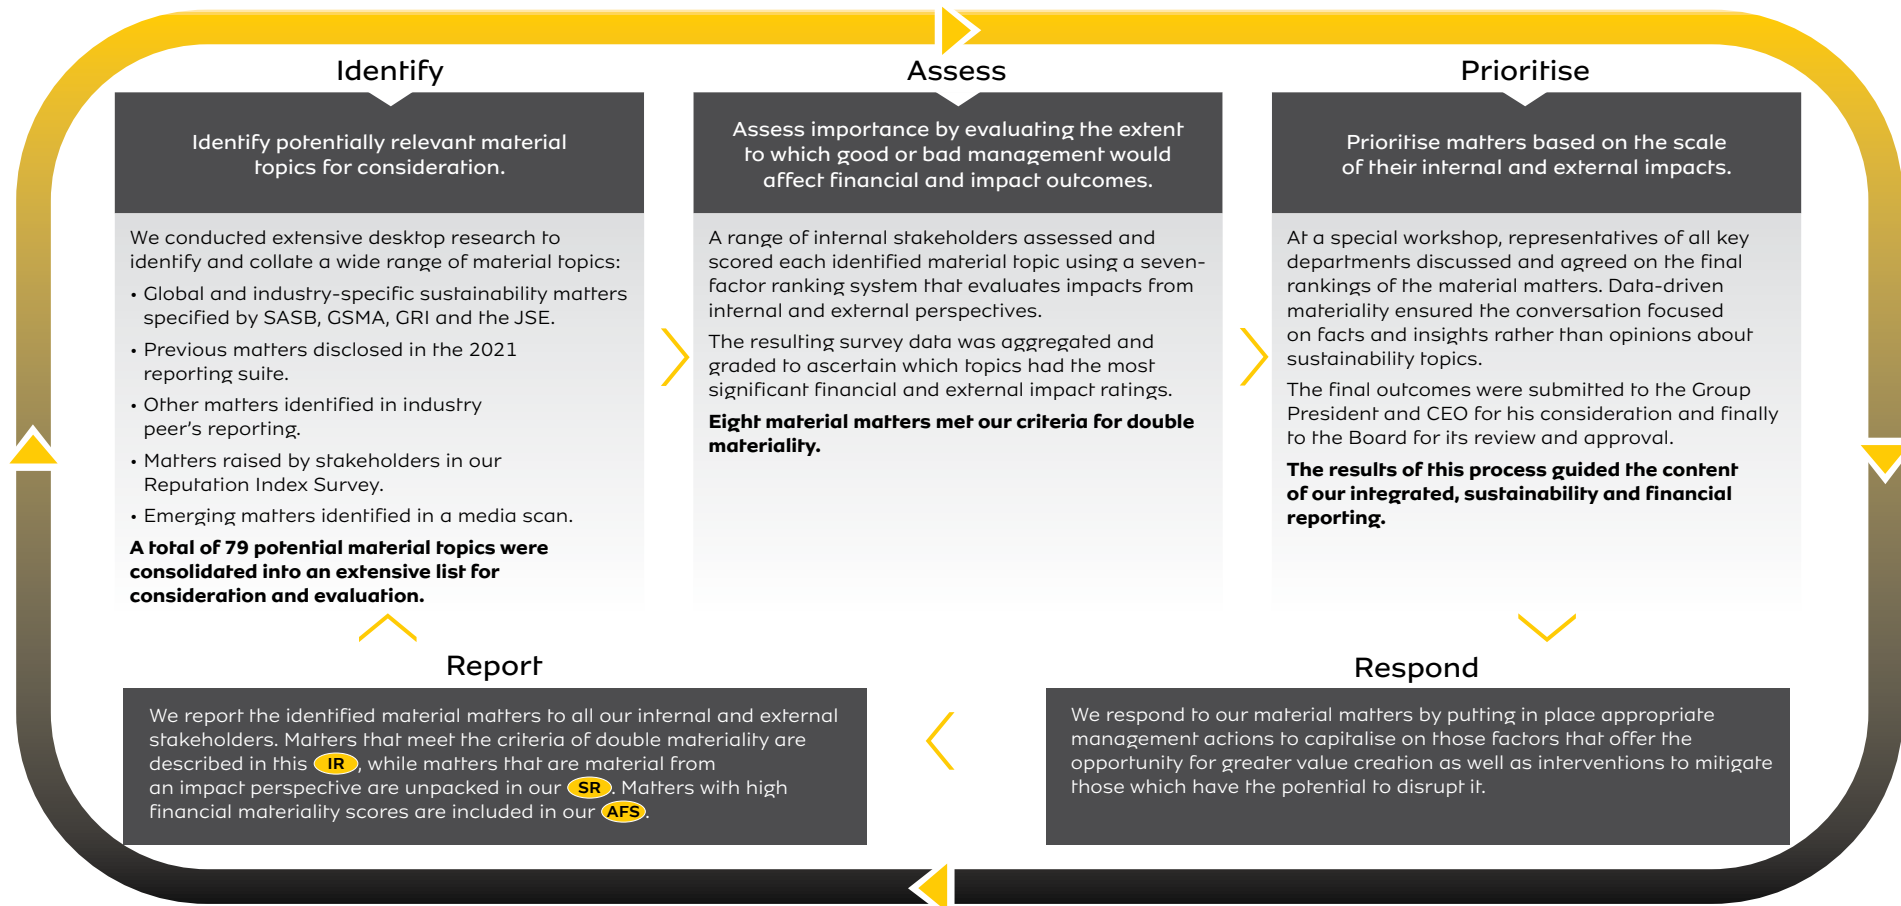 Identify
Identify potentially relevant material
topics for consideration.
We conducted extensive desktop research to
identify and collate a wide range of material topics:
• Global and industry-specific sustainability matters
specified by SASB, GSMA, GRI and the JSE.
• Previous matters disclosed in the 2021
reporting suite.
• Other matters identified in industry
peer's reporting.
• Matters raised by stakeholders in our
Reputation Index Survey.
• Emerging matters identified in a media scan.
A total of 79 potential material topics were
consolidated into an extensive list for
consideration and evaluation.
Assess
Assess importance by evaluating the extent
to which good or bad management would
affect financial and impact outcomes.
A range of internal stakeholders assessed and
scored each identified material topic using a seven-
factor ranking system that evaluates impacts from
internal and external perspectives.
The resulting survey data was aggregated and
graded to ascertain which topics had the most
significant financial and external impact ratings.
Eight material matters met our criteria for double
materiality.
Prioritise
Prioritise matters based on the scale
of their internal and external impacts.
At a special workshop, representatives of all key
departments discussed and agreed on the final
rankings of the material matters. Data-driven
materiality ensured the conversation focused
on facts and insights rather than opinions about
sustainability topics.
The final outcomes were submitted to the Group
President and CEO for his consideration and finally
to the Board for its review and approval.
The results of this process guided the content
of our integrated, sustainability and financial
reporting.
Respond
We respond to our material matters by putting in place appropriate
management actions to capitalise on those factors that offer the
opportunity for greater value creation as well as interventions to mitigate
those which have the potential to disrupt it.
Report
We report the identified material matters to all our internal and external
stakeholders. Matters that meet the criteria of double materiality are
described in this IR, while matters that are material from
an impact perspective are unpacked in our SR. Matters with high
financial materiality scores are included in our AFS.